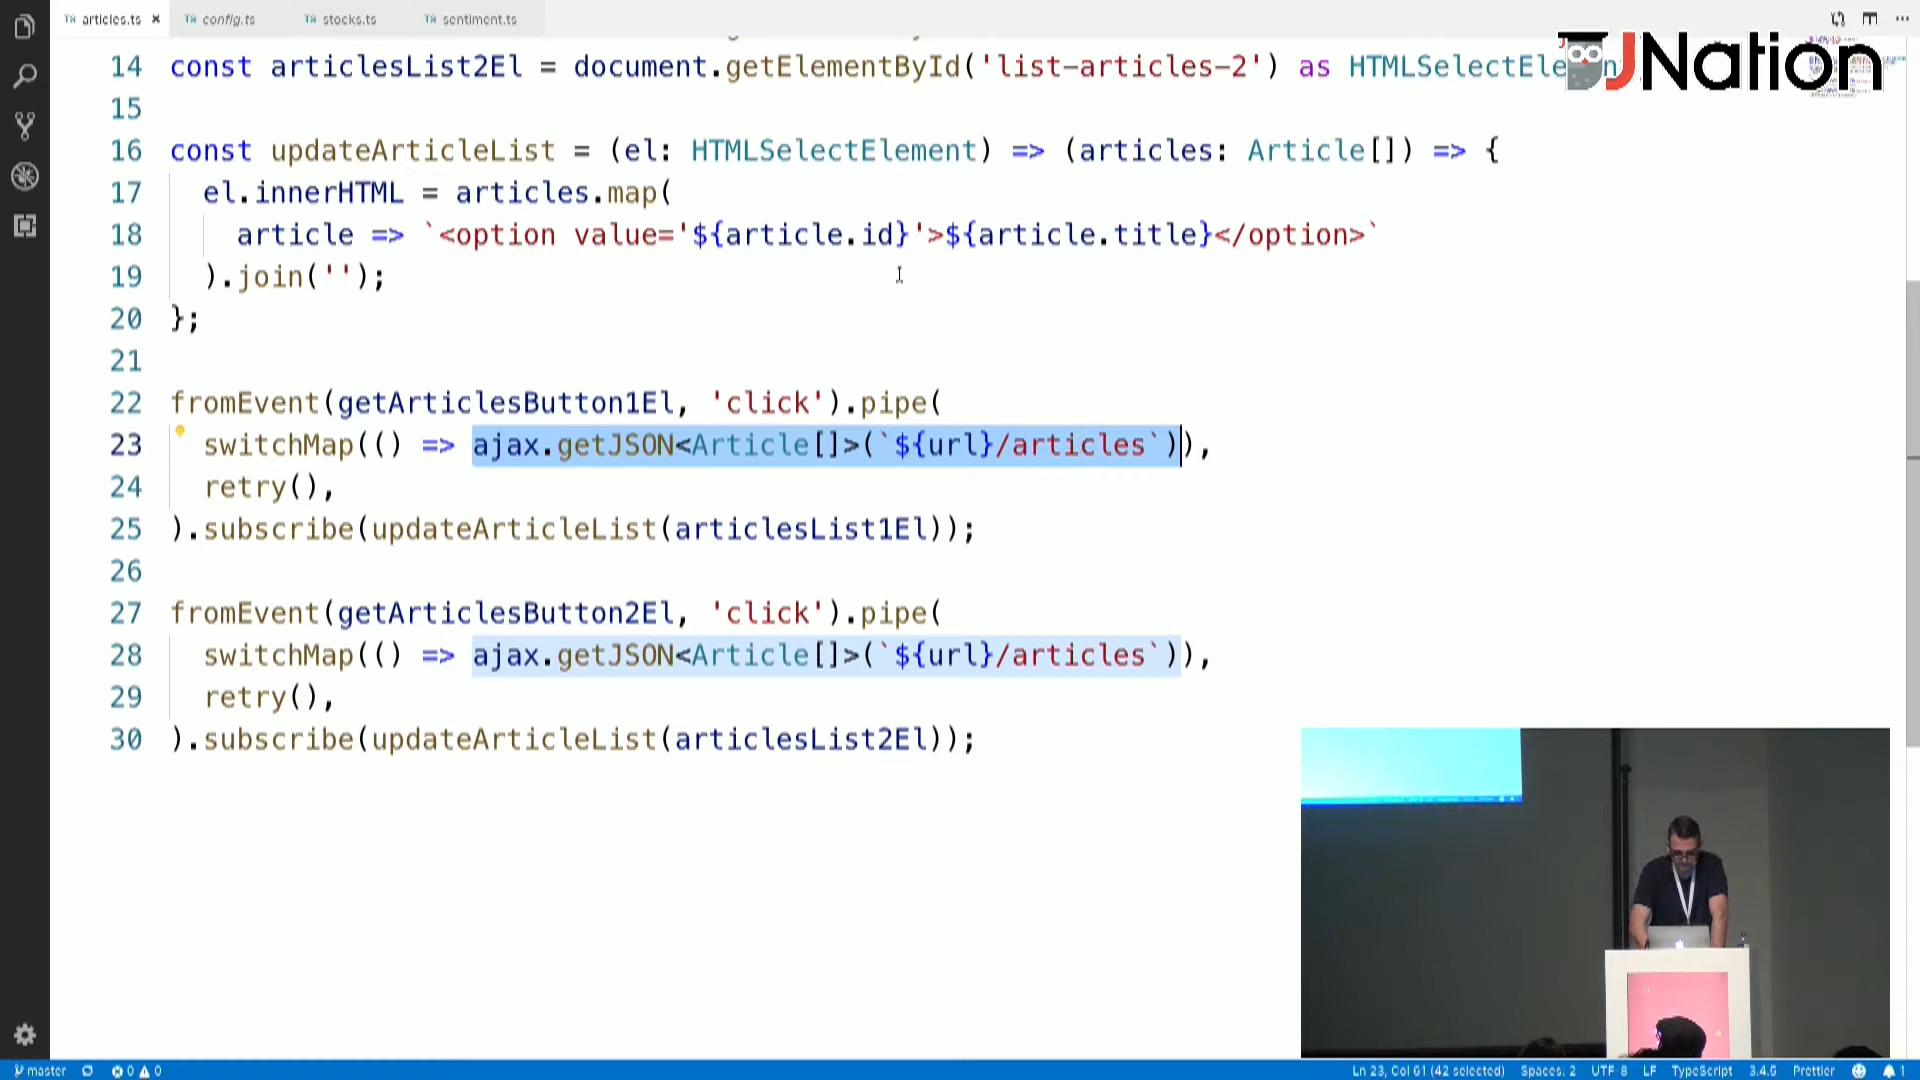 articles.ts
config.ts
stocks.ts
sentiment.ts
JNation
14 const articlesList2El = document.getElementById('list-articles-2') as HTMLSelectEle
15
16 const updateArticleList = (el: HTMLSelectElement) => (articles: Article[]) => {
17 el.innerHTML = articles.map(
18 article => `<option value='${article.id}'>${article.title}</option>`
19 ).join('');
20 };
21
22 fromEvent(getArticlesButton1El, 'click').pipe(
23 switchMap(() => ajax.getJSON<Article[]>(`${url}/articles`)),
24 retry(),
25 ).subscribe(updateArticleList(articlesList1El));
26
27 fromEvent(getArticlesButton2El, 'click').pipe(
28 switchMap(() => ajax.getJSON<Article[]>(`${url}/articles`)),
29 retry(),
30 ).subscribe(updateArticleList(articlesList2El));
master 0 0 Ln 23, Col 61 (42 selected) Spaces: 2 UTF-8 LF TypeScript 3.4.5 Prettier 1